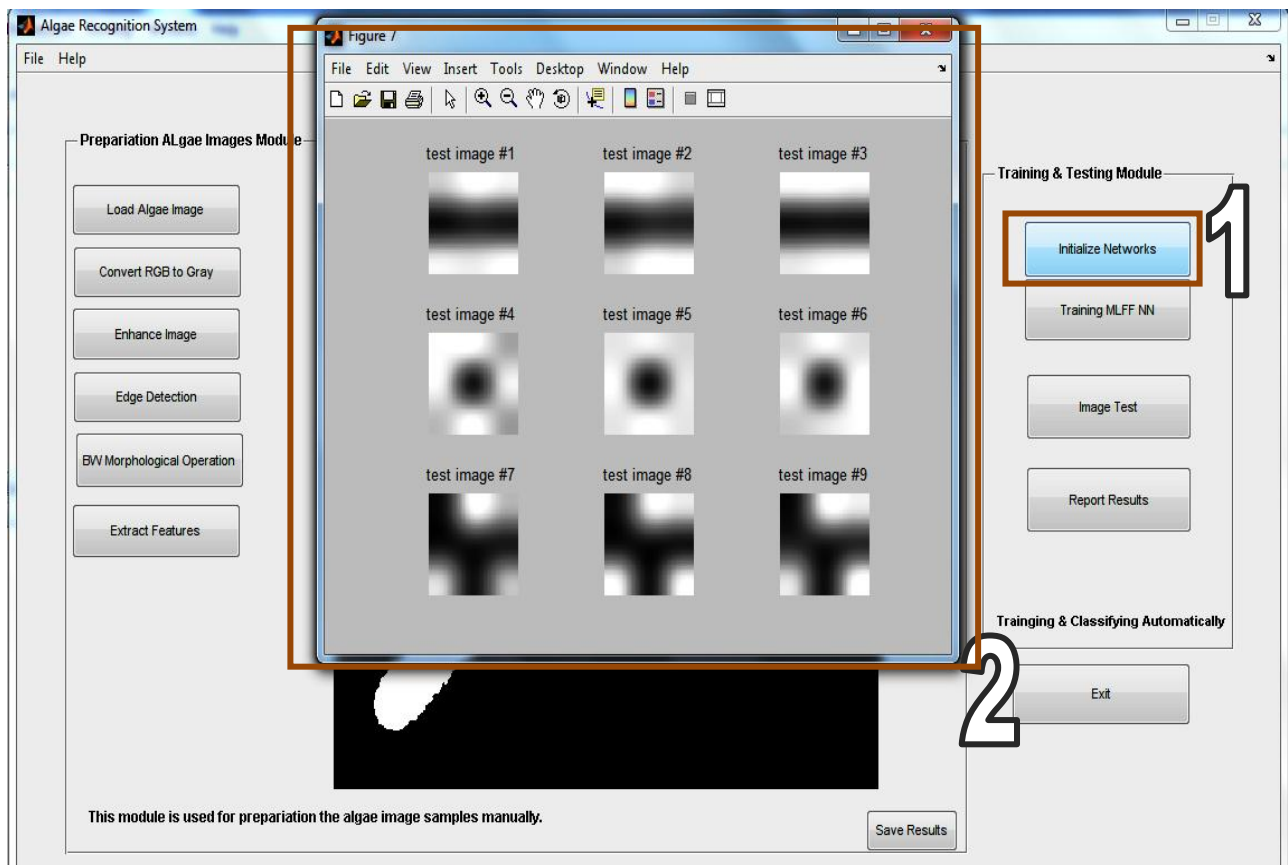 Algae Recognition System
File Help
Figure 7
File Edit View Insert Tools Desktop Window Help
Prepariation ALgae Images Module
Load Algae Image
Convert RGB to Gray
Enhance Image
Edge Detection
BW Morphological Operation
Extract Features
test image #1 test image #2 test image #3
test image #4 test image #5 test image #6
test image #7 test image #8 test image #9
Training & Testing Module
Initialize Networks
1
Training MLFF NN
Image Test
Report Results
Trainging & Classifying Automatically
2
Exit
This module is used for prepariation the algae image samples manually.
Save Results